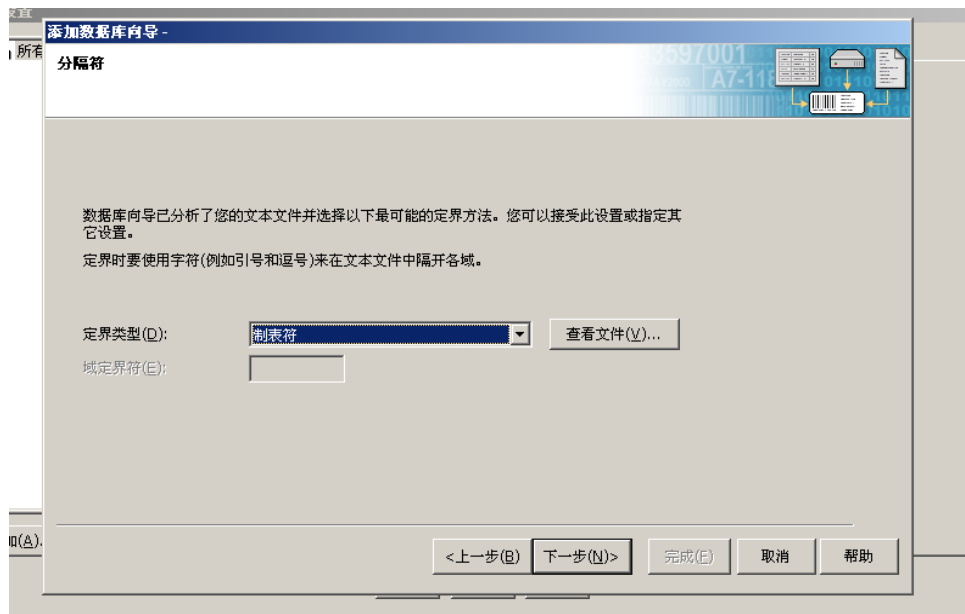 添加数据库向导 -
所有
分隔符
3597001
A7-118
数据库向导已分析了您的文本文件并选择以下最可能的定界方法。您可以接受此设置或指定其
它设置。
定界时要使用字符(例如引号和逗号)来在文本文件中隔开各域。
定界类型(D):
制表符
查看文件(V)...
域定界符(E):
加(A).
<上一步(B)
下一步(N)>
完成(F)
取消
帮助